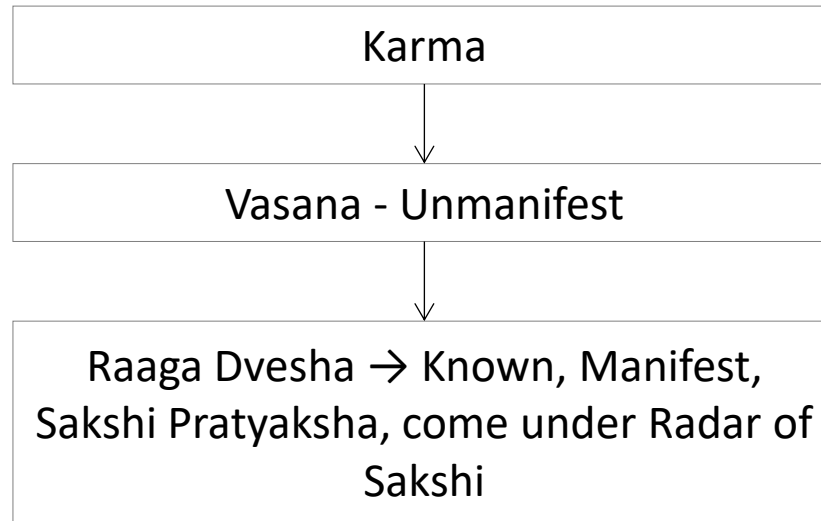 Karma
Vasana - Unmanifest
Raaga Dvesha → Known, Manifest,
Sakshi Pratyaksha, come under Radar of
Sakshi